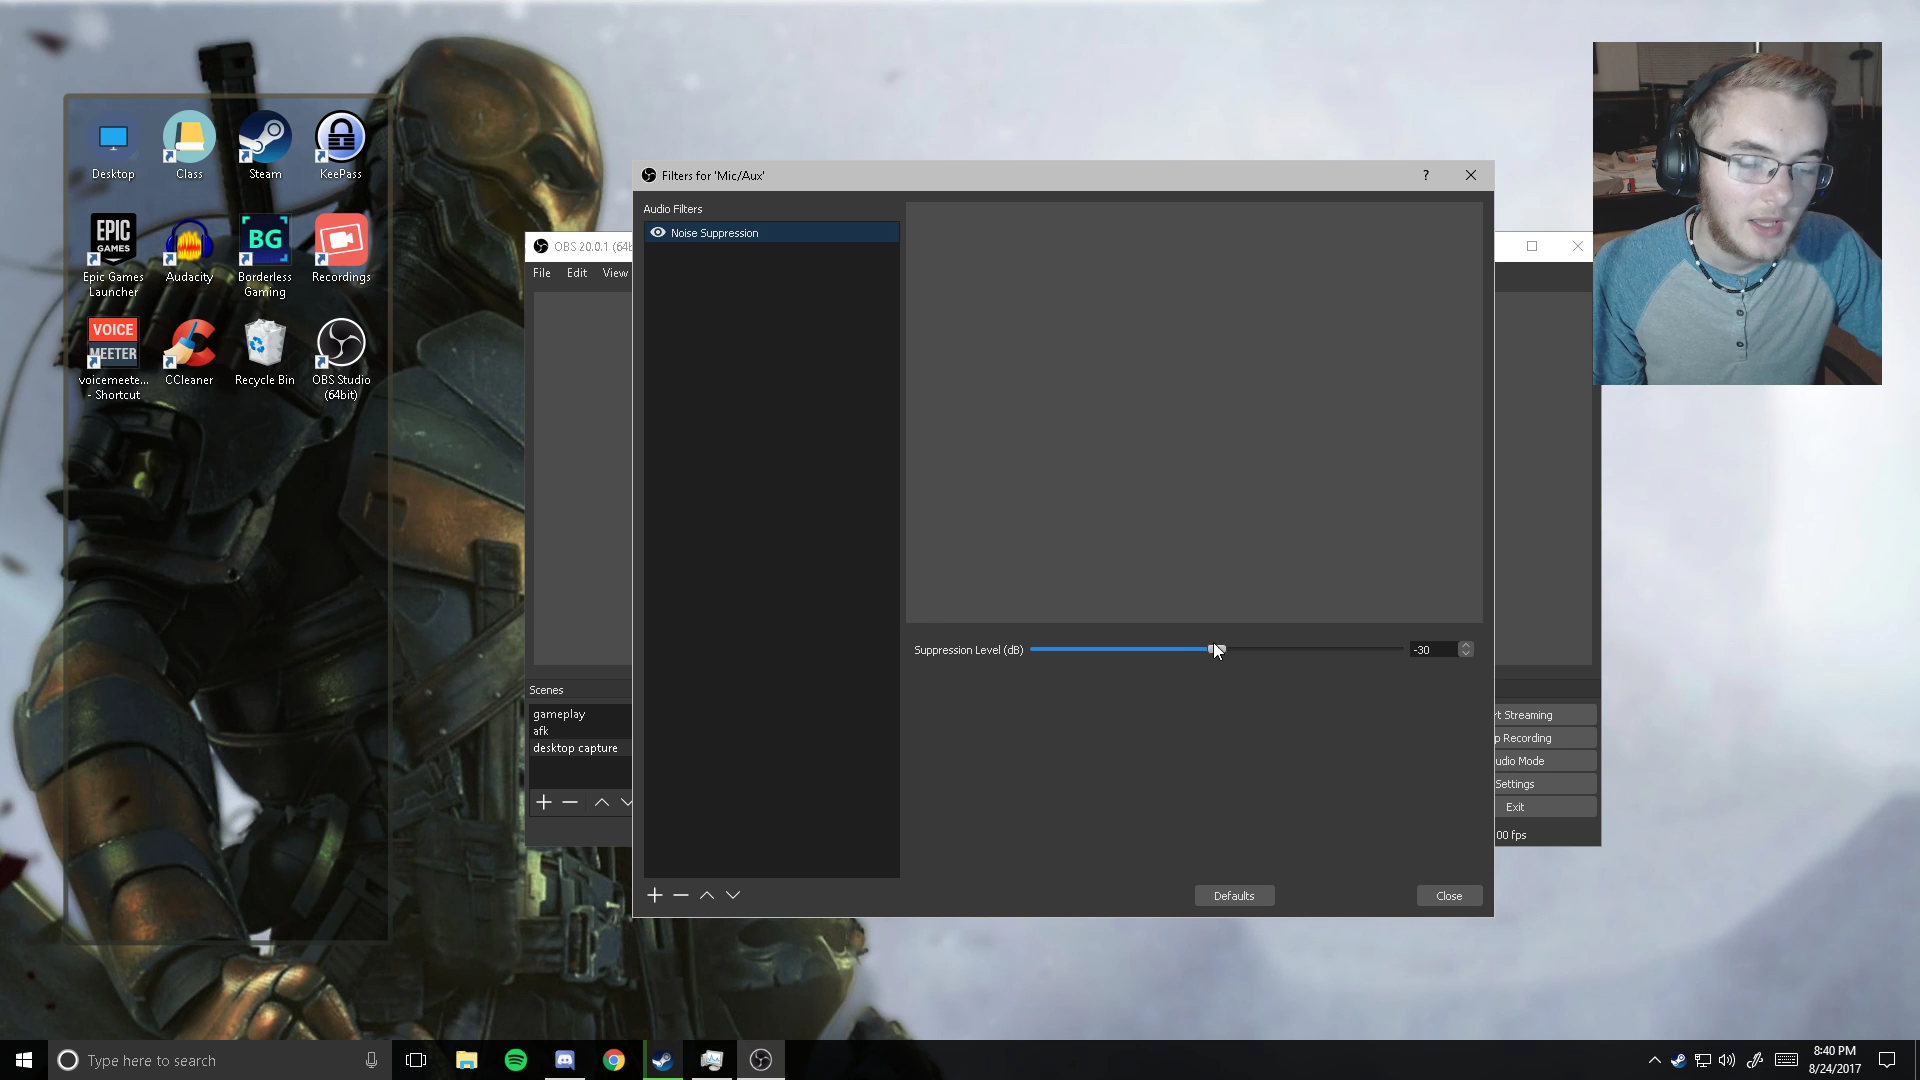 Desktop
Class
Steam
KeePass
EPIC
GAMES
BG
Epic Games
Launcher
Audacity
Borderless
Gaming
Recordings
VOICE
MEETER
voicemeete...
- Shortcut
CCleaner
Recycle Bin
OBS Studio
(64bit)
OBS 20.0.1 (64b
File Edit View
Scenes
gameplay
afk
desktop capture
Filters for 'Mic/Aux'
?
Audio Filters
Noise Suppression
Suppression Level (dB)
-30
Defaults
Close
rt Streaming
p Recording
udio Mode
Settings
Exit
00 fps
Type here to search
8:40 PM
8/24/2017